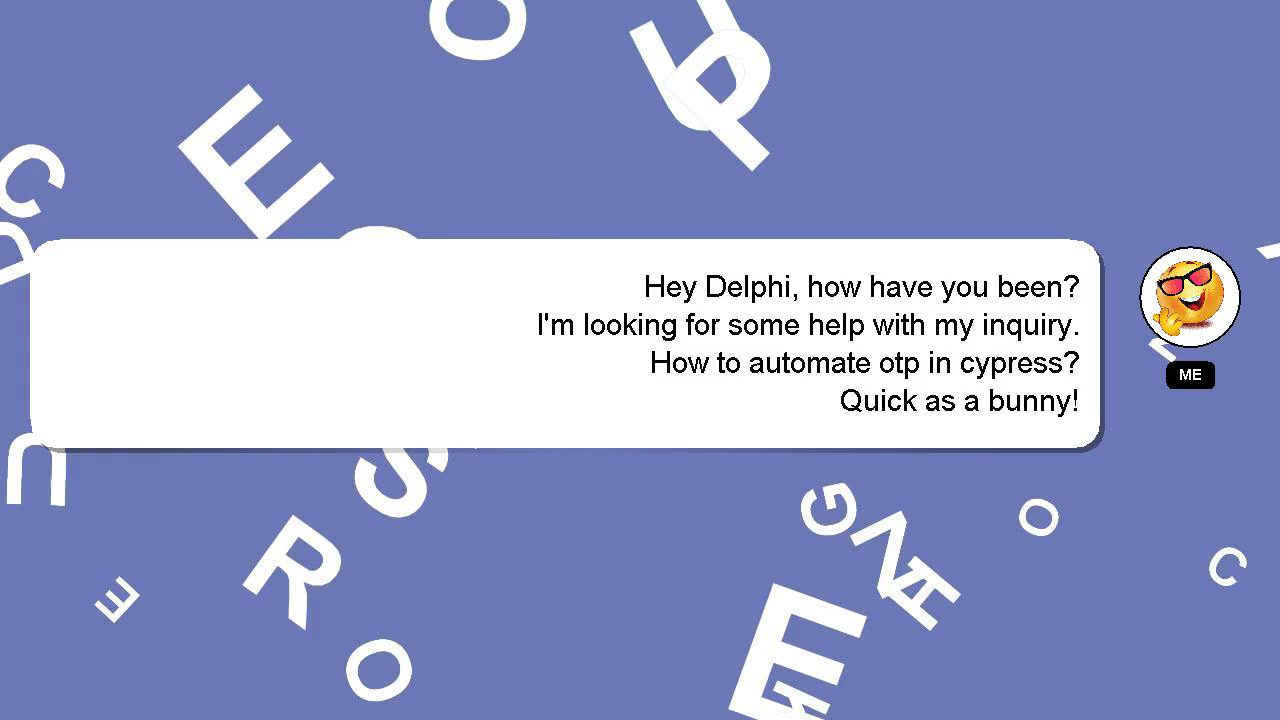 Hey Delphi, how have you been?
I'm looking for some help with my inquiry.
How to automate otp in cypress?
Quick as a bunny!
ME
O
U
P
E
C
S
U
S
R
E
O
G
V
A
H
O
C
E